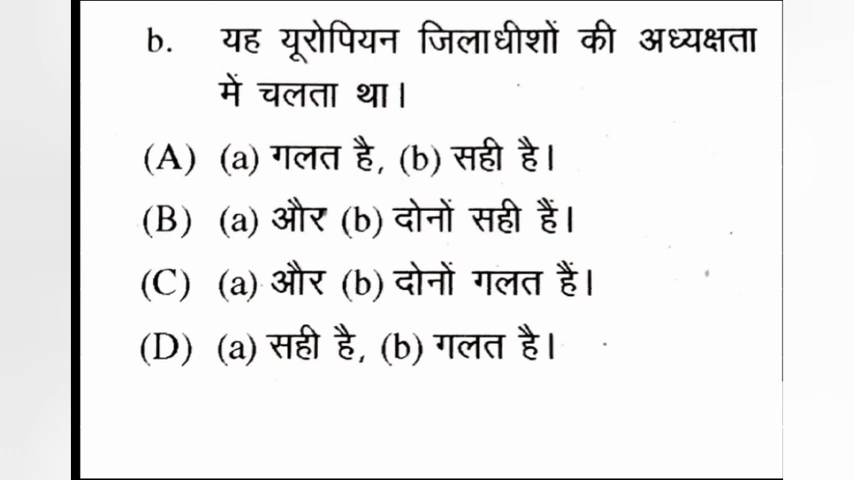 b. यह यूरोपियन जिलाधीशों की अध्यक्षता
में चलता था।
(A) (a) गलत है, (b) सही है।
(B) (a) और (b) दोनों सही हैं।
(C) (a) और (b) दोनों गलत हैं।
(D) (a) सही है, (b) गलत है।